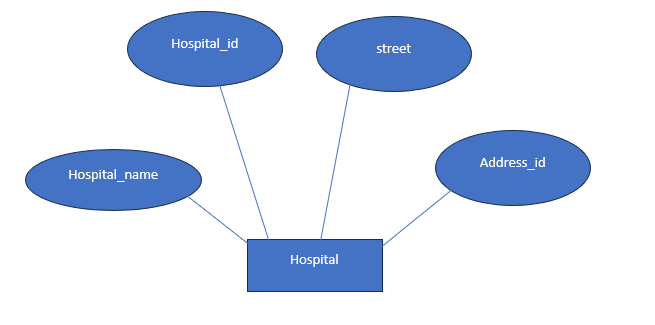 Hospital_id
street
Hospital_name
Address_id
Hospital